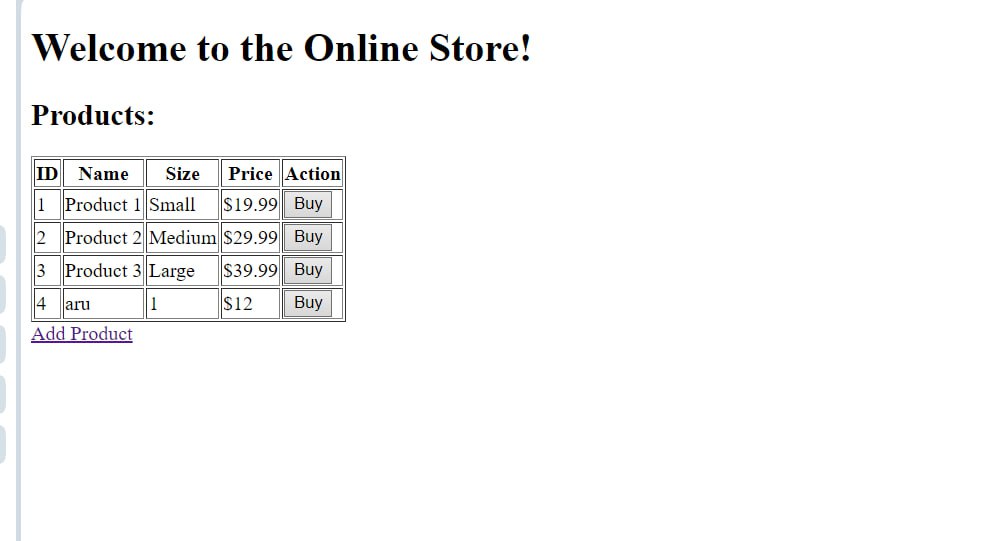 Welcome to the Online Store!
Products:
ID Name Size Price Action
1 Product 1 Small $19.99 Buy
2 Product 2 Medium $29.99 Buy
3 Product 3 Large $39.99 Buy
4 aru 1 $12 Buy
Add Product